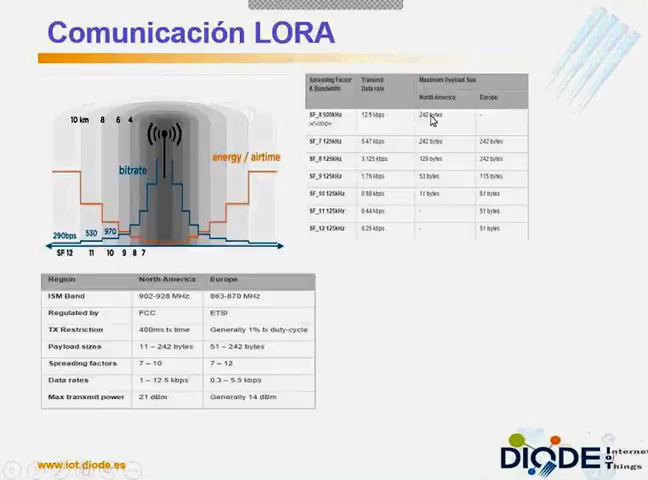 Comunicación LORA
10 km 8 6 4
bitrate
energy / airtime
290bps 530 970
SF 12 11 10 9 8 7
Spreading Factor & Bandwidth Transmit Data rate Maximum Payload Size
North America Europe
SF_8 500kHz 12.5 kbps 242 bytes -
SF_7 125kHz 5.47 kbps 242 bytes 242 bytes
SF_8 125kHz 3.125 kbps 129 bytes 242 bytes
SF_9 125kHz 1.76 kbps 53 bytes 115 bytes
SF_10 125kHz 0.98 kbps 11 bytes 51 bytes
SF_11 125kHz 0.44 kbps - 51 bytes
SF_12 125kHz 0.25 kbps - 51 bytes
Region North America Europe
ISM Band 902-928 MHz 863-870 MHz
Regulated by FCC ETSI
TX Restriction 400ms tx time Generally 1% tx duty-cycle
Payload sizes 11 – 242 bytes 51 – 242 bytes
Spreading factors 7 – 10 7 – 12
Data rates 1 – 12.5 kbps 0.3 – 5.5 kbps
Max transmit power 21 dBm Generally 14 dBm
www.iot.diode.es
DIODE
Internet
of
Things